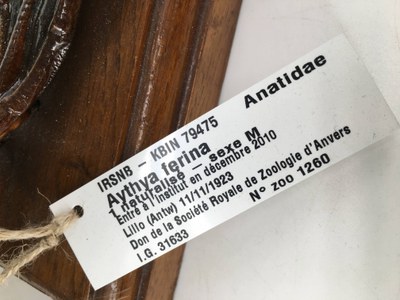 IRSNB – KBIN 79475 Anatidae
Aythya ferina
1 naturalisé – sexe M
Entré à l'institut en décembre 2010
Lillo (Antw) 11/11/1923
Don de la Société Royale de Zoologie d'Anvers
I.G. 31633 N° zoo 1260